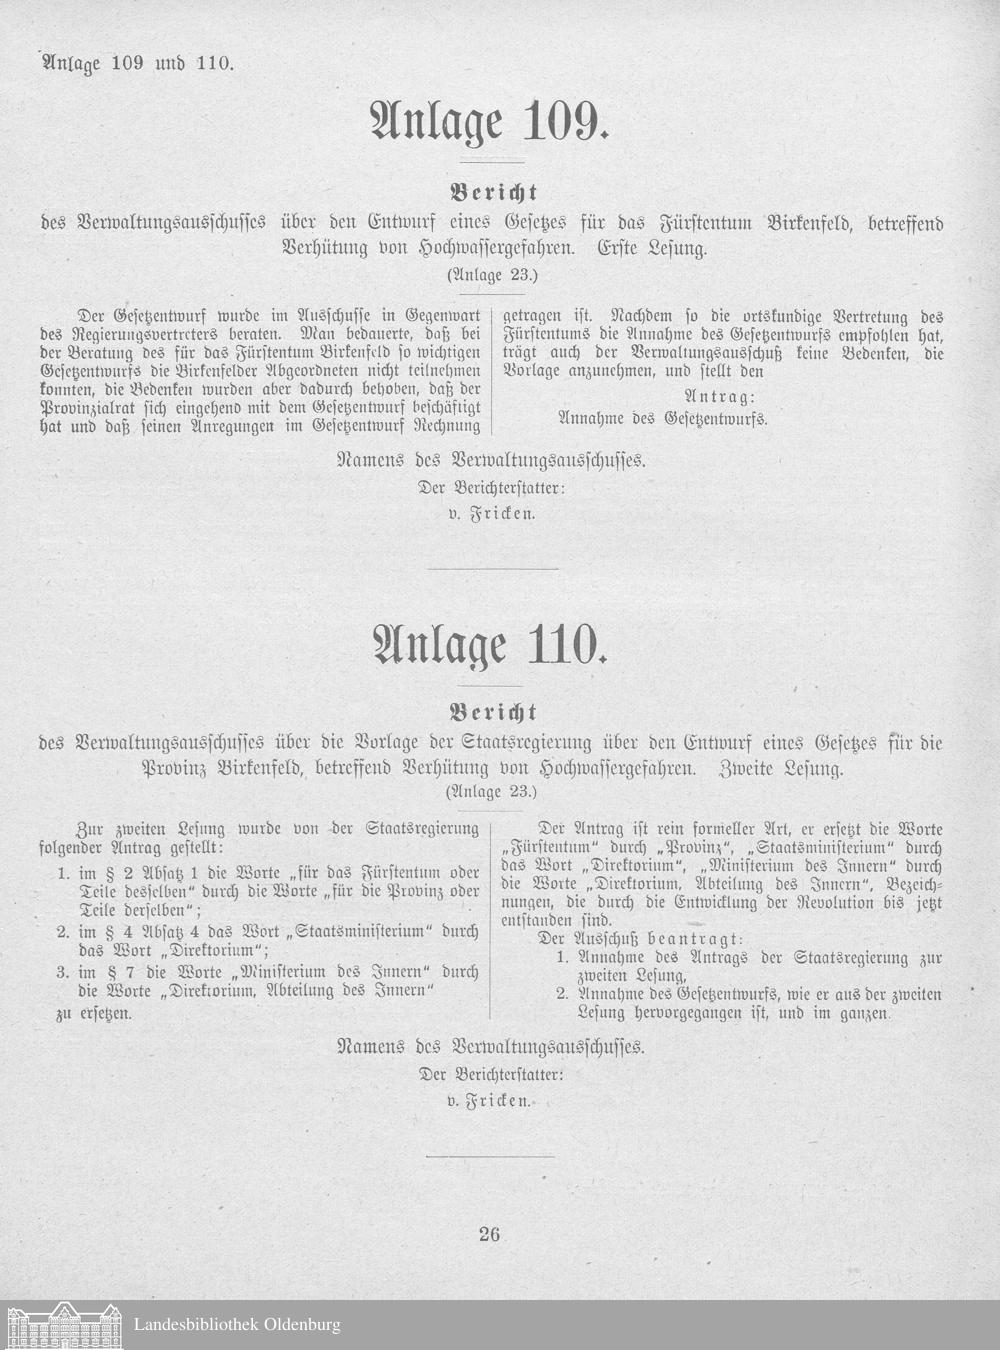 Anlage 109 und 110.
Anlage 109.
Bericht
des Verwaltungsausschusses über den Entwurf eines Gesetzes für das Fürstentum Birkenfeld, betreffend
Verhütung von Hochwassergefahren. Erste Lesung.
(Anlage 23.)
Der Gesetzentwurf wurde im Ausschusse in Gegenwart
des Regierungsvertreters beraten. Man bedauerte, daß bei
der Beratung des für das Fürstentum Birkenfeld so wichtigen
Gesetzentwurfs die Birkenfelder Abgeordneten nicht teilnehmen
konnten, die Bedenken wurden aber dadurch behoben, daß der
Provinzialrat sich eingehend mit dem Gesetzentwurf beschäftigt
hat und daß seinen Anregungen im Gesetzentwurf Rechnung
getragen ist. Nachdem so die ortskundige Vertretung des
Fürstentums die Annahme des Gesetzentwurfs empfohlen hat,
trägt auch der Verwaltungsausschuß keine Bedenken, die
Vorlage anzunehmen, und stellt den
Antrag:
Annahme des Gesetzentwurfs.
Namens des Verwaltungsausschusses.
Der Berichterstatter:
v. Fricken.
Anlage 110.
Bericht
des Verwaltungsausschusses über die Vorlage der Staatsregierung über den Entwurf eines Gesetzes für die
Provinz Birkenfeld, betreffend Verhütung von Hochwassergefahren. Zweite Lesung.
(Anlage 23.)
Zur zweiten Lesung wurde von der Staatsregierung
folgender Antrag gestellt:
1. im § 2 Absatz 1 die Worte „für das Fürstentum oder
Teile desselben“ durch die Worte „für die Provinz oder
Teile derselben“;
2. im § 4 Absatz 4 das Wort „Staatsministerium“ durch
das Wort „Direktorium“;
3. im § 7 die Worte „Ministerium des Innern“ durch
die Worte „Direktorium, Abteilung des Innern“
zu ersetzen.
Der Antrag ist rein formeller Art, er ersetzt die Worte
„Fürstentum“ durch „Provinz“, „Staatsministerium“ durch
das Wort „Direktorium“, „Ministerium des Innern“ durch
die Worte „Direktorium, Abteilung des Innern“, Bezeich-
nungen, die durch die Entwicklung der Revolution bis jetzt
entstanden sind.
Der Ausschuß beantragt:
1. Annahme des Antrags der Staatsregierung zur
zweiten Lesung,
2. Annahme des Gesetzentwurfs, wie er aus der zweiten
Lesung hervorgegangen ist, und im ganzen.
Namens des Verwaltungsausschusses.
Der Berichterstatter:
v. Fricken.
26
Landesbibliothek Oldenburg